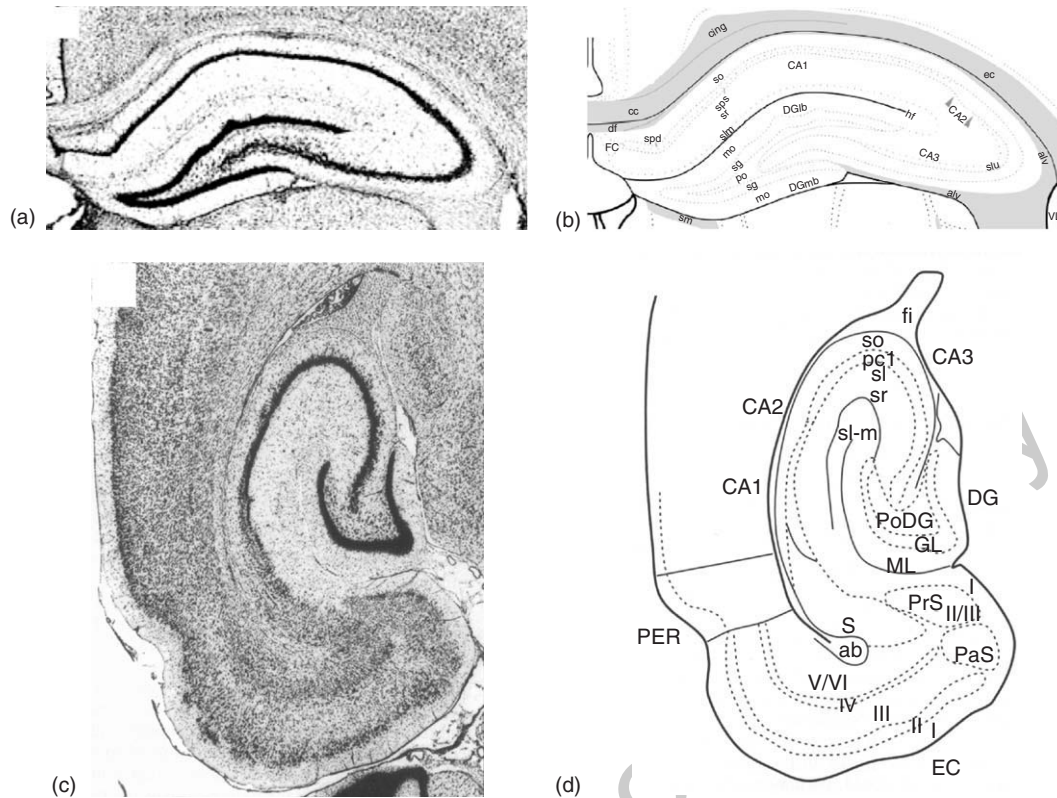 (a)
(b)
cing
so
CA1
ec
cc
sps
sr
DGlb
hf
CA2
df
spd
slm
FC
mo
CA3
slu
alv
sg
po
sg
DGmb
alv
mo
sm
VL
(c)
(d)
fi
so
pc1
sl
CA3
sr
CA2
sl-m
CA1
DG
PoDG
GL
ML
I
PrS
II/III
S
PER
ab
PaS
V/VI
IV
III
II
I
EC